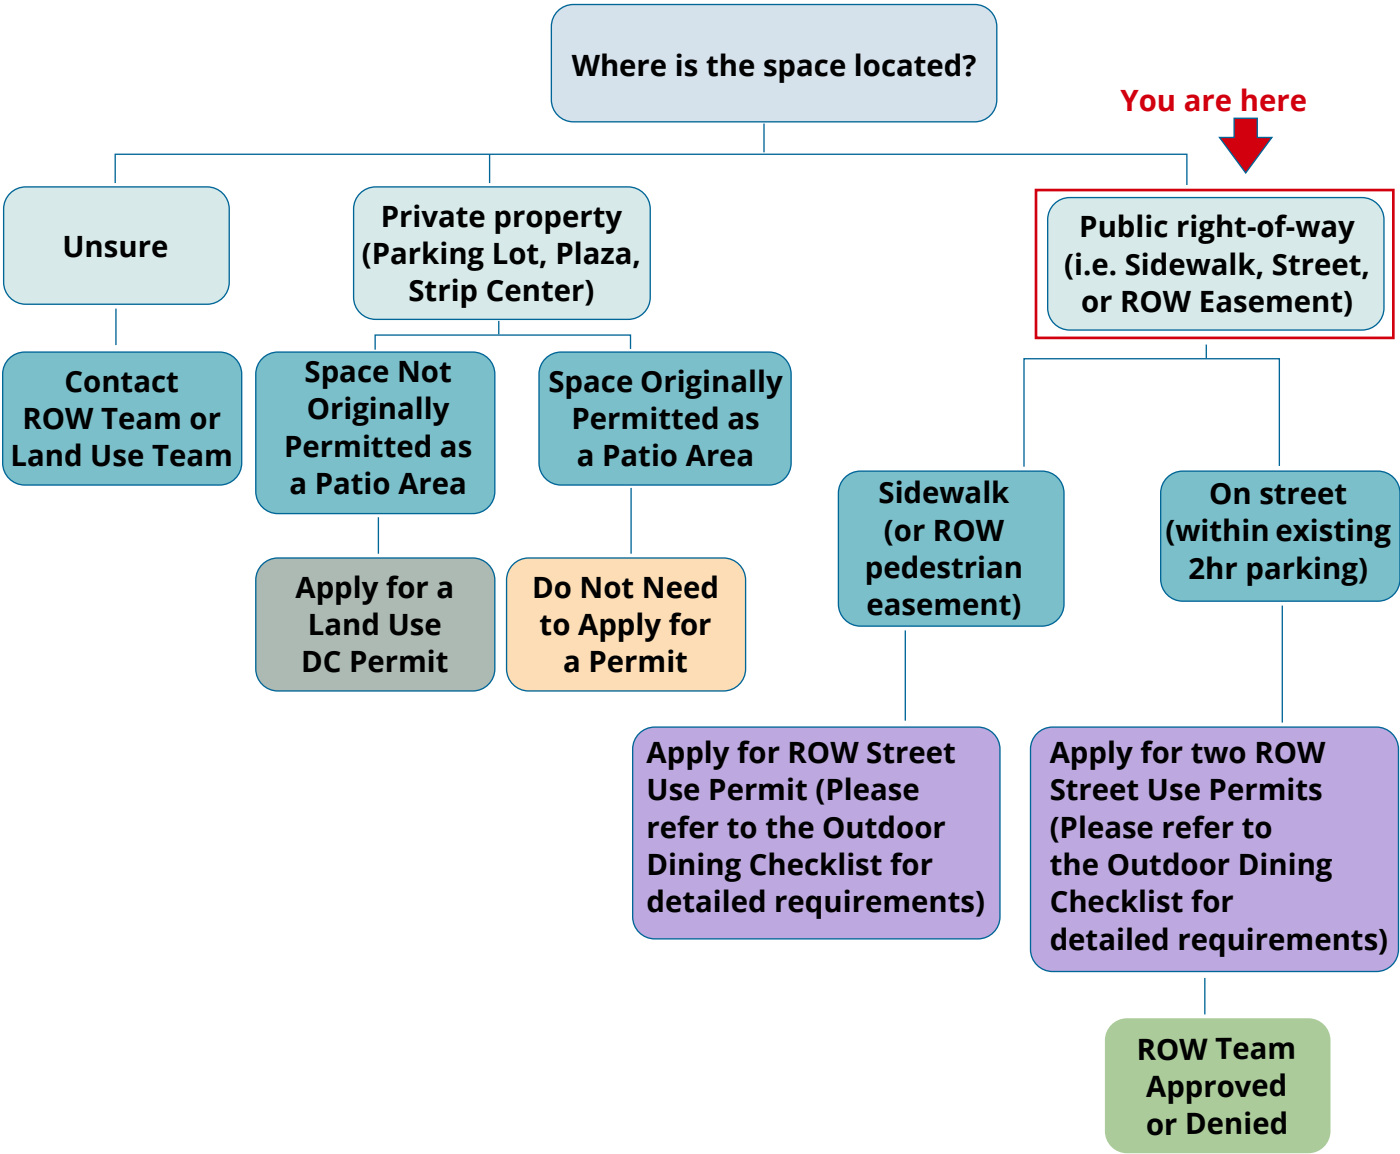 Where is the space located?
You are here
Unsure
Private property
(Parking Lot, Plaza,
Strip Center)
Public right-of-way
(i.e. Sidewalk, Street,
or ROW Easement)
Contact
ROW Team or
Land Use Team
Space Not
Originally
Permitted as
a Patio Area
Space Originally
Permitted as
a Patio Area
Sidewalk
(or ROW
pedestrian
easement)
On street
(within existing
2hr parking)
Apply for a
Land Use
DC Permit
Do Not Need
to Apply for
a Permit
Apply for ROW Street
Use Permit (Please
refer to the Outdoor
Dining Checklist for
detailed requirements)
Apply for two ROW
Street Use Permits
(Please refer to
the Outdoor Dining
Checklist for
detailed requirements)
ROW Team
Approved
or Denied